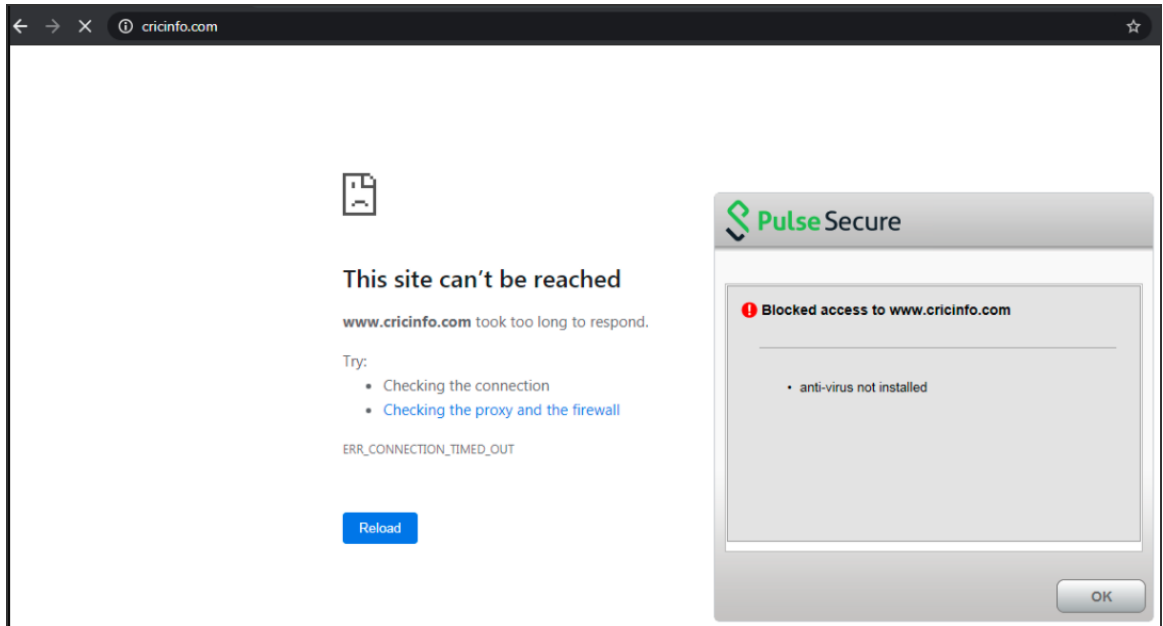 cricinfo.com
This site can't be reached
www.cricinfo.com took too long to respond.
Try:
• Checking the connection
• Checking the proxy and the firewall
ERR_CONNECTION_TIMED_OUT
Reload
Pulse Secure
Blocked access to www.cricinfo.com
• anti-virus not installed
OK